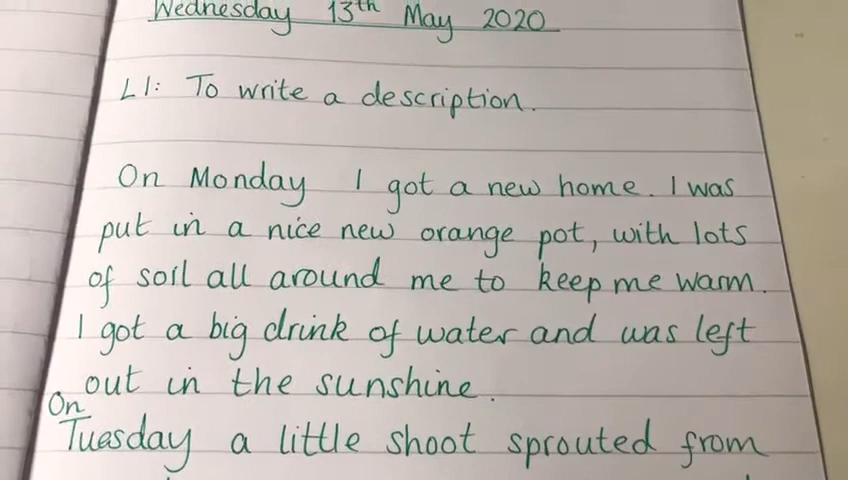 Wednesday 13th May 2020
LI: To write a description.
On Monday I got a new home. I was
put in a nice new orange pot, with lots
of soil all around me to keep me warm.
I got a big drink of water and was left
out in the sunshine.
On
Tuesday a little shoot sprouted from